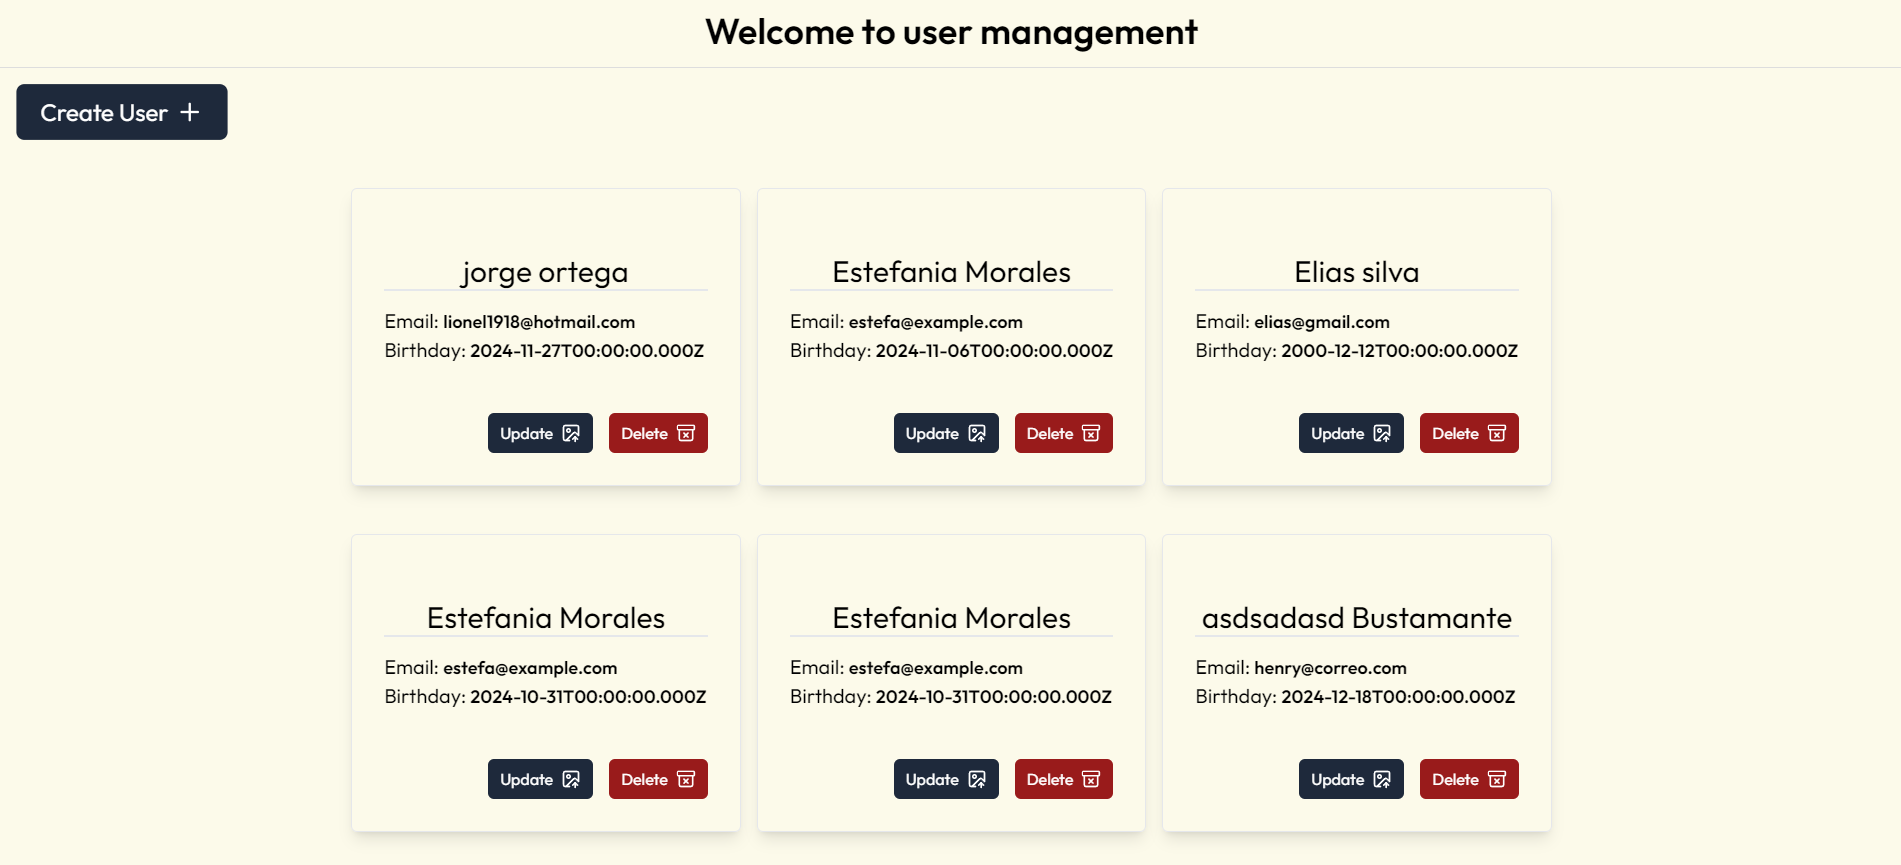 Welcome to user management
Create User
jorge ortega
Email: lionel1918@hotmail.com
Birthday: 2024-11-27T00:00:00.000Z
Update Delete
Estefania Morales
Email: estefa@example.com
Birthday: 2024-11-06T00:00:00.000Z
Update Delete
Elias silva
Email: elias@gmail.com
Birthday: 2000-12-12T00:00:00.000Z
Update Delete
Estefania Morales
Email: estefa@example.com
Birthday: 2024-10-31T00:00:00.000Z
Update Delete
Estefania Morales
Email: estefa@example.com
Birthday: 2024-10-31T00:00:00.000Z
Update Delete
asdsadasd Bustamante
Email: henry@correo.com
Birthday: 2024-12-18T00:00:00.000Z
Update Delete